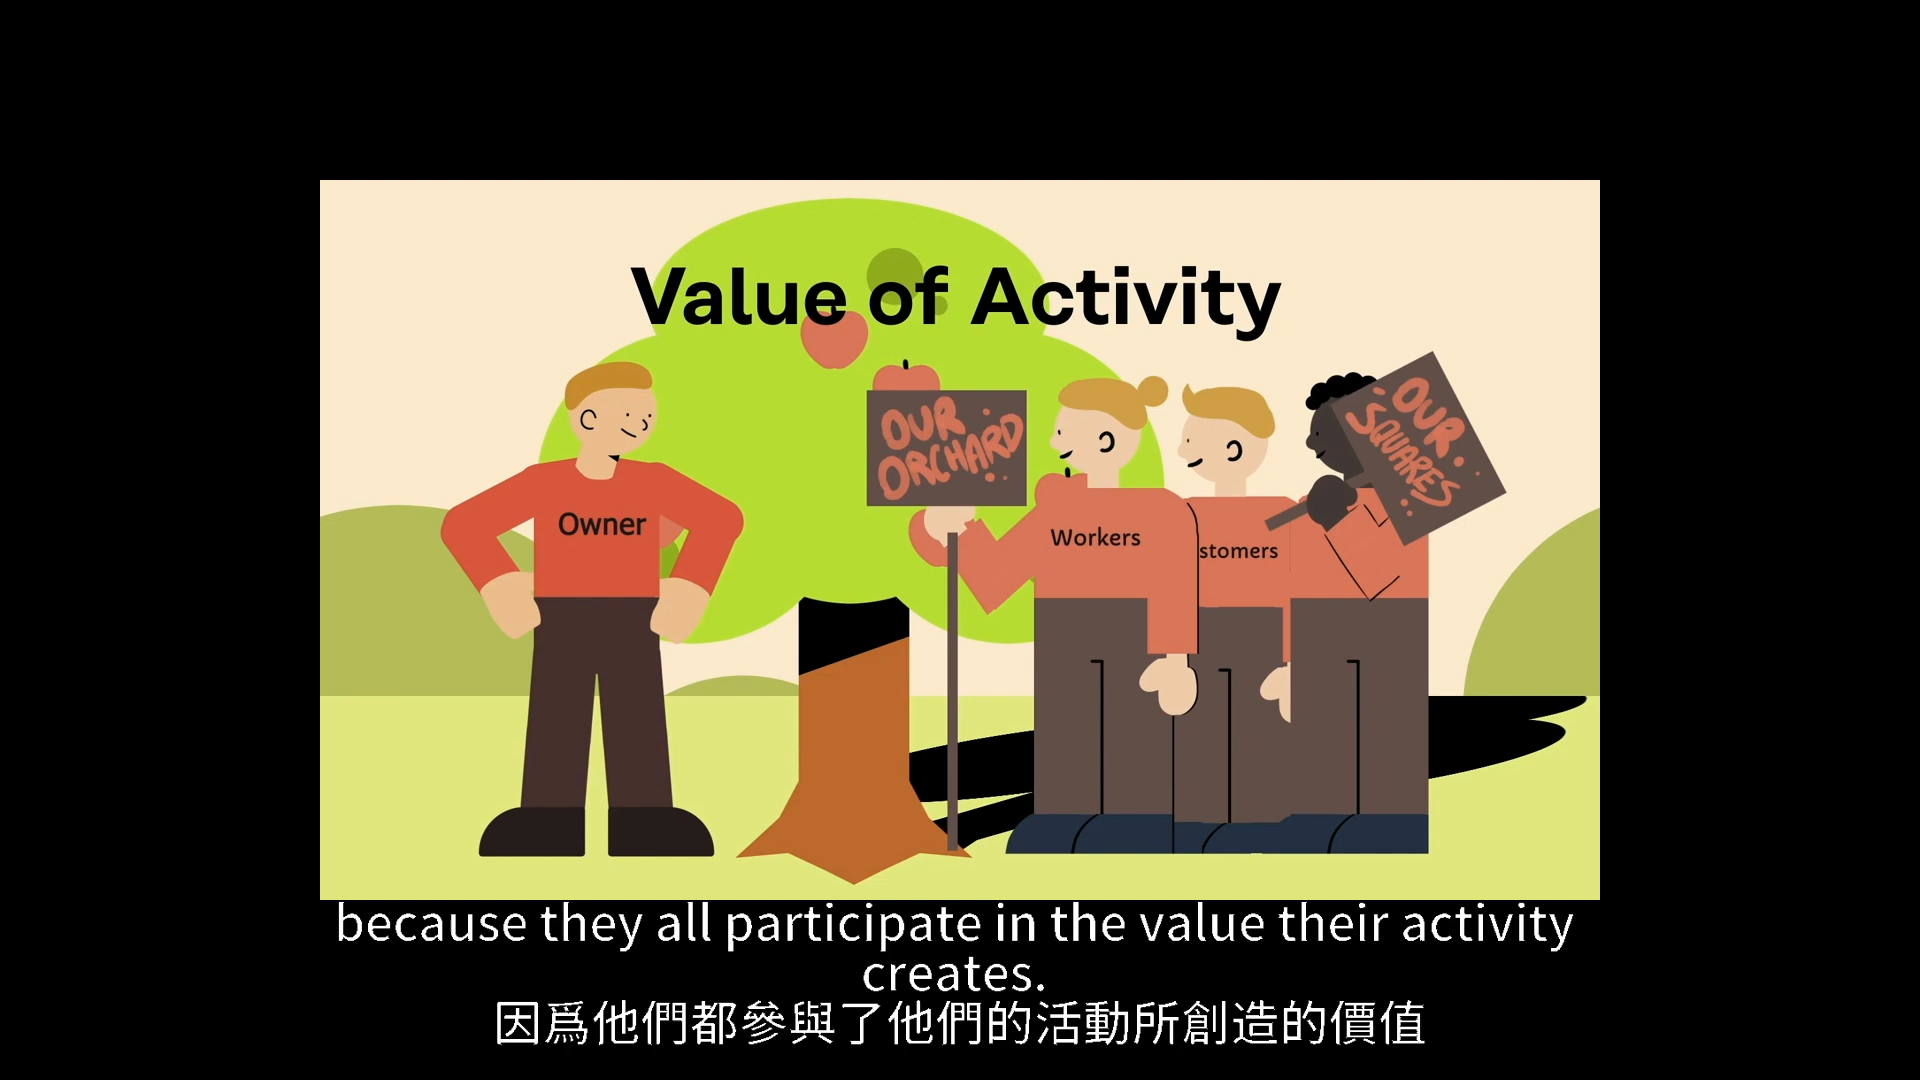 Value of Activity
OUR
ORCHARD
OUR
SQUARES
Owner
Workers
stomers
because they all participate in the value their activity
creates.
因爲他們都參與了他們的活動所創造的價值